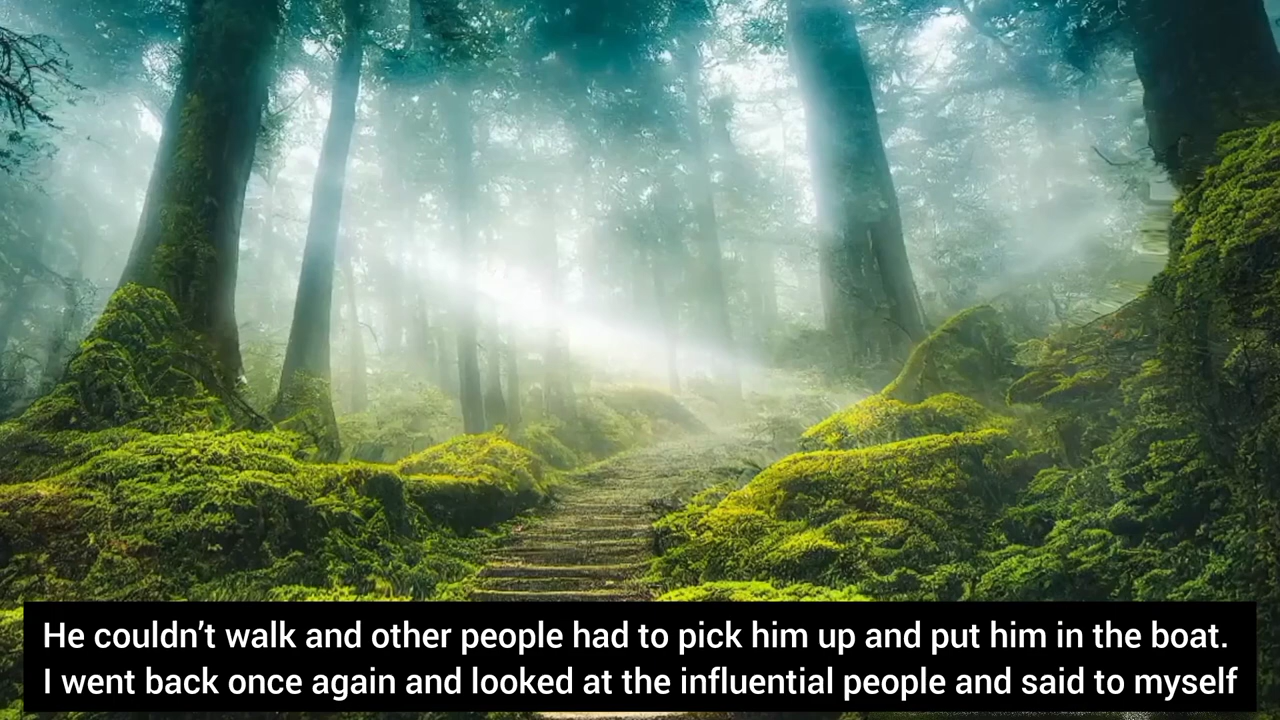 He couldn’t walk and other people had to pick him up and put him in the boat.
I went back once again and looked at the influential people and said to myself